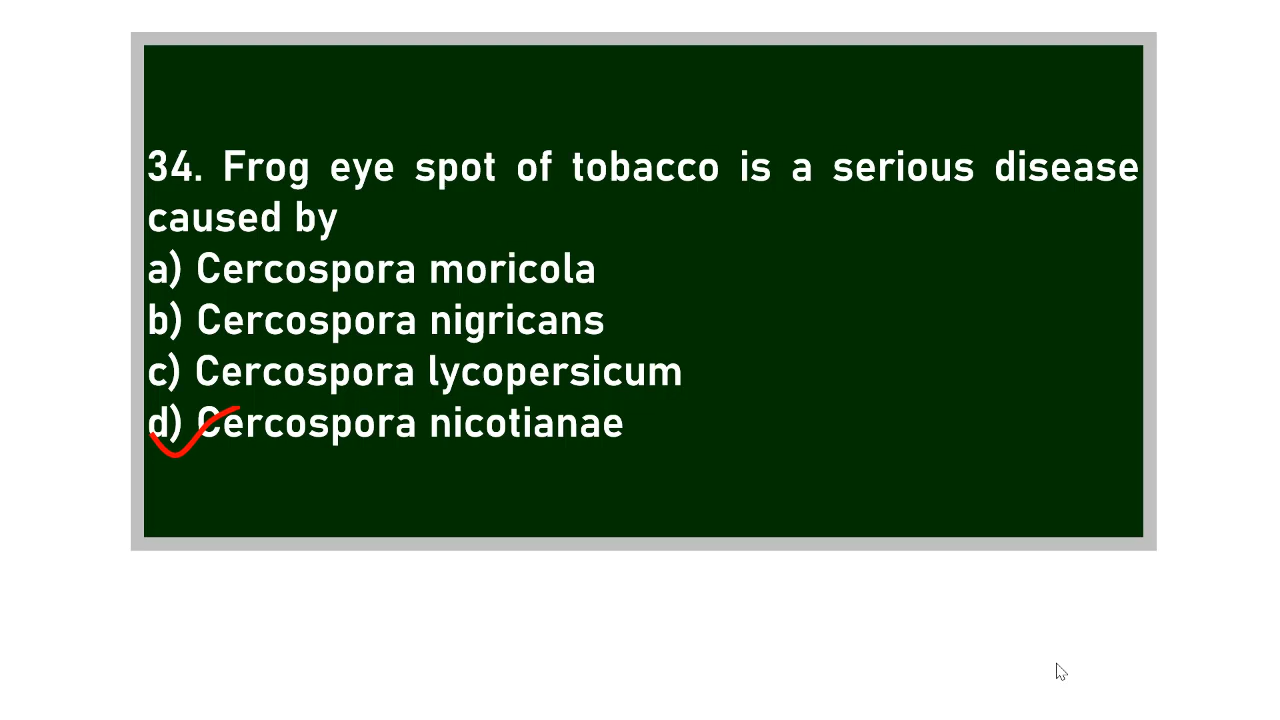 34. Frog eye spot of tobacco is a serious disease
caused by
a) Cercospora moricola
b) Cercospora nigricans
c) Cercospora lycopersicum
d) Cercospora nicotianae